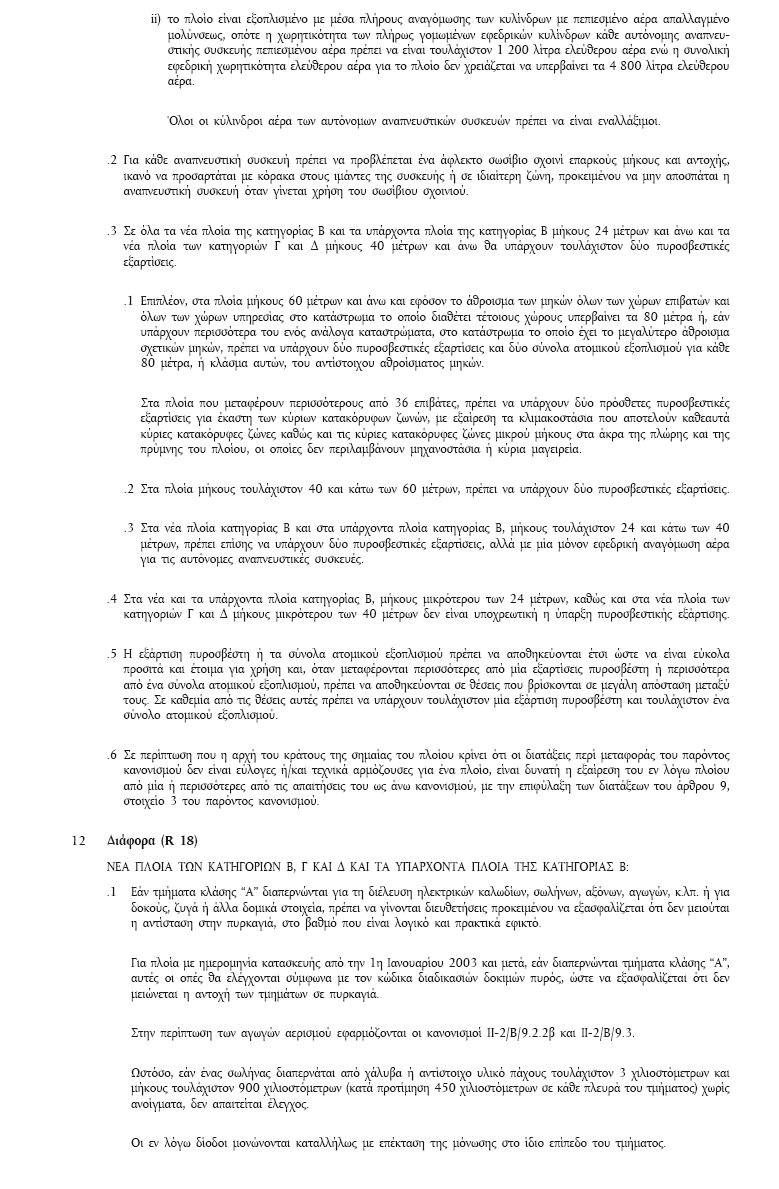 ii) το πλοίο είναι εξοπλισμένο με μέσα πλήρους αναγόμωσης των κυλίνδρων με πεπιεσμένο αέρα απαλλαγμένο
μολύνσεως, οπότε η χωρητικότητα των πλήρως γομωμένων εφεδρικών κυλίνδρων κάθε αυτόνομης αναπνευ-
στικής συσκευής πεπιεσμένου αέρα πρέπει να είναι τουλάχιστον 1 200 λίτρα ελεύθερου αέρα ενώ η συνολική
εφεδρική χωρητικότητα ελεύθερου αέρα για το πλοίο δεν χρειάζεται να υπερβαίνει τα 4 800 λίτρα ελεύθερου
αέρα.
Όλοι οι κύλινδροι αέρα των αυτόνομων αναπνευστικών συσκευών πρέπει να είναι εναλλάξιμοι.
.2 Για κάθε αναπνευστική συσκευή πρέπει να προβλέπεται ένα άφλεκτο σωσίβιο σχοινί επαρκούς μήκους και αντοχής,
ικανό να προσαρτάται με κόρακα στους ιμάντες της συσκευής ή σε ιδιαίτερη ζώνη, προκειμένου να μην αποσπάται η
αναπνευστική συσκευή όταν γίνεται χρήση του σωσίβιου σχοινιού.
.3 Σε όλα τα νέα πλοία της κατηγορίας Β και τα υπάρχοντα πλοία της κατηγορίας Β μήκους 24 μέτρων και άνω και τα
νέα πλοία των κατηγοριών Γ και Δ μήκους 40 μέτρων και άνω θα υπάρχουν τουλάχιστον δύο πυροσβεστικές
εξαρτίσεις.
.1 Επιπλέον, στα πλοία μήκους 60 μέτρων και άνω και εφόσον το άθροισμα των μηκών όλων των χώρων επιβατών και
όλων των χώρων υπηρεσίας στο κατάστρωμα το οποίο διαθέτει τέτοιους χώρους υπερβαίνει τα 80 μέτρα ή, εάν
υπάρχουν περισσότερα του ενός ανάλογα καταστρώματα, στο κατάστρωμα το οποίο έχει το μεγαλύτερο άθροισμα
σχετικών μηκών, πρέπει να υπάρχουν δύο πυροσβεστικές εξαρτίσεις και δύο σύνολα ατομικού εξοπλισμού για κάθε
80 μέτρα, ή κλάσμα αυτών, του αντίστοιχου αθροίσματος μηκών.
Στα πλοία που μεταφέρουν περισσότερους από 36 επιβάτες, πρέπει να υπάρχουν δύο πρόσθετες πυροσβεστικές
εξαρτίσεις για έκαστη των κύριων κατακόρυφων ζωνών, με εξαίρεση τα κλιμακοστάσια που αποτελούν καθεαυτά
κύριες κατακόρυφες ζώνες καθώς και τις κύριες κατακόρυφες ζώνες μικρού μήκους στα άκρα της πλώρης και της
πρύμνης του πλοίου, οι οποίες δεν περιλαμβάνουν μηχανοστάσια ή κύρια μαγειρεία.
.2 Στα πλοία μήκους τουλάχιστον 40 και κάτω των 60 μέτρων, πρέπει να υπάρχουν δύο πυροσβεστικές εξαρτίσεις.
.3 Στα νέα πλοία κατηγορίας Β και στα υπάρχοντα πλοία κατηγορίας Β, μήκους τουλάχιστον 24 και κάτω των 40
μέτρων, πρέπει επίσης να υπάρχουν δύο πυροσβεστικές εξαρτίσεις, αλλά με μία μόνον εφεδρική αναγόμωση αέρα
για τις αυτόνομες αναπνευστικές συσκευές.
.4 Στα νέα και τα υπάρχοντα πλοία κατηγορίας Β, μήκους μικρότερου των 24 μέτρων, καθώς και στα νέα πλοία των
κατηγοριών Γ και Δ μήκους μικρότερου των 40 μέτρων δεν είναι υποχρεωτική η ύπαρξη πυροσβεστικής εξάρτισης.
.5 Η εξάρτιση πυροσβέστη ή τα σύνολα ατομικού εξοπλισμού πρέπει να αποθηκεύονται έτσι ώστε να είναι εύκολα
προσιτά και έτοιμα για χρήση και, όταν μεταφέρονται περισσότερες από μία εξαρτίσεις πυροσβέστη ή περισσότερα
από ένα σύνολα ατομικού εξοπλισμού, πρέπει να αποθηκεύονται σε θέσεις που βρίσκονται σε μεγάλη απόσταση μεταξύ
τους. Σε καθεμία από τις θέσεις αυτές πρέπει να υπάρχουν τουλάχιστον μία εξάρτιση πυροσβέστη και τουλάχιστον ένα
σύνολο ατομικού εξοπλισμού.
.6 Σε περίπτωση που η αρχή του κράτους της σημαίας του πλοίου κρίνει ότι οι διατάξεις περί μεταφοράς του παρόντος
κανονισμού δεν είναι εύλογες ή/και τεχνικά αρμόζουσες για ένα πλοίο, είναι δυνατή η εξαίρεση του εν λόγω πλοίου
από μία ή περισσότερες από τις απαιτήσεις του ως άνω κανονισμού, με την επιφύλαξη των διατάξεων του άρθρου 9,
στοιχείο 3 του παρόντος κανονισμού.
12 Διάφορα (R 18)
ΝΕΑ ΠΛΟΙΑ ΤΩΝ ΚΑΤΗΓΟΡΙΩΝ Β, Γ ΚΑΙ Δ ΚΑΙ ΤΑ ΥΠΑΡΧΟΝΤΑ ΠΛΟΙΑ ΤΗΣ ΚΑΤΗΓΟΡΙΑΣ Β:
.1 Εάν τμήματα κλάσης “Α” διαπερνώνται για τη διέλευση ηλεκτρικών καλωδίων, σωλήνων, αξόνων, αγωγών, κ.λπ. ή για
δοκούς, ζυγά ή άλλα δομικά στοιχεία, πρέπει να γίνονται διευθετήσεις προκειμένου να εξασφαλίζεται ότι δεν μειούται
η αντίσταση στην πυρκαγιά, στο βαθμό που είναι λογικό και πρακτικά εφικτό.
Για πλοία με ημερομηνία κατασκευής από την 1η Ιανουαρίου 2003 και μετά, εάν διαπερνώνται τμήματα κλάσης “Α”,
αυτές οι οπές θα ελέγχονται σύμφωνα με τον κώδικα διαδικασιών δοκιμών πυρός, ώστε να εξασφαλίζεται ότι δεν
μειώνεται η αντοχή των τμημάτων σε πυρκαγιά.
Στην περίπτωση των αγωγών αερισμού εφαρμόζονται οι κανονισμοί ΙΙ-2/Β/9.2.2β και ΙΙ-2/Β/9.3.
Ωστόσο, εάν ένας σωλήνας διαπερνάται από χάλυβα ή αντίστοιχο υλικό πάχους τουλάχιστον 3 χιλιοστόμετρων και
μήκους τουλάχιστον 900 χιλιοστόμετρων (κατά προτίμηση 450 χιλιοστόμετρων σε κάθε πλευρά του τμήματος) χωρίς
ανοίγματα, δεν απαιτείται έλεγχος.
Οι εν λόγω δίοδοι μονώνονται καταλλήλως με επέκταση της μόνωσης στο ίδιο επίπεδο του τμήματος.